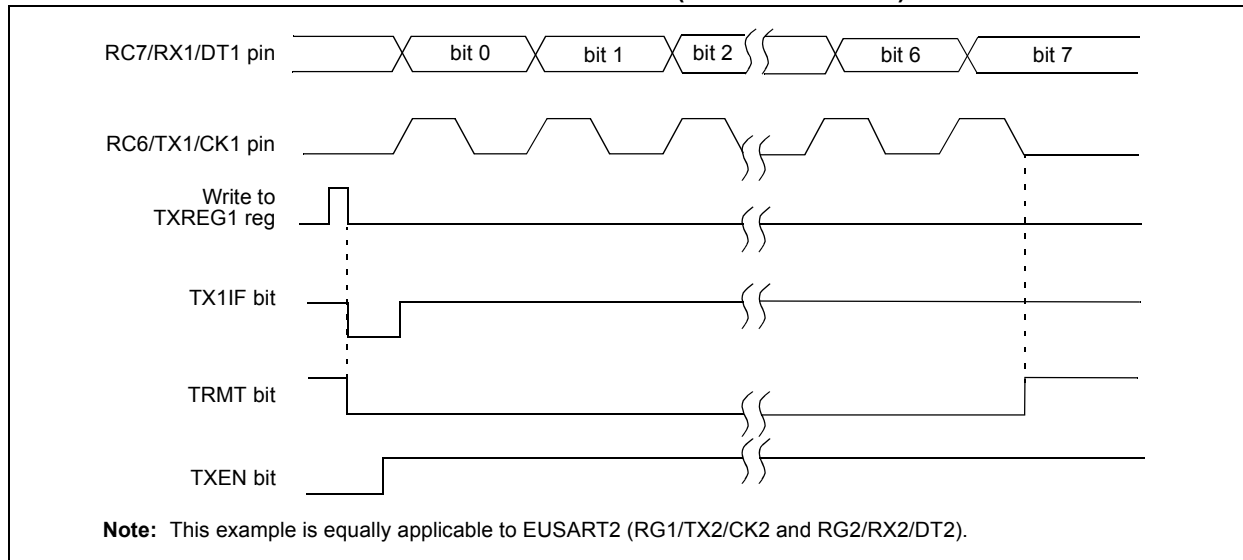 RC7/RX1/DT1 pin
bit 0
bit 1
bit 2
bit 6
bit 7
RC6/TX1/CK1 pin
Write to
TXREG1 reg
TX1IF bit
TRMT bit
TXEN bit
Note: This example is equally applicable to EUSART2 (RG1/TX2/CK2 and RG2/RX2/DT2).